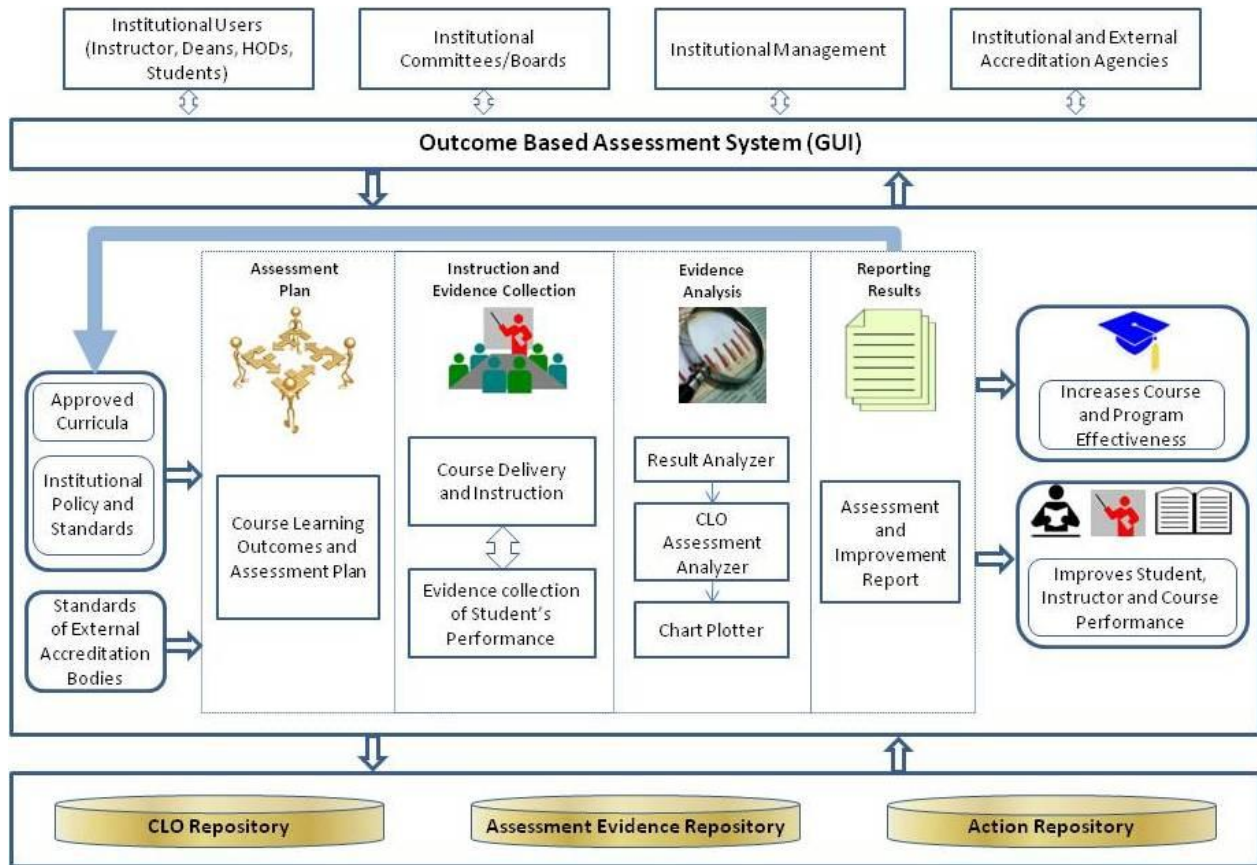 Institutional Users
(Instructor, Deans, HODs,
Students)
Institutional
Committees/Boards
Institutional Management
Institutional and External
Accreditation Agencies
Outcome Based Assessment System (GUI)
Assessment
Plan
Instruction and
Evidence Collection
Evidence
Analysis
Reporting
Results
Approved
Curricula
Institutional
Policy and
Standards
Standards
of External
Accreditation
Bodies
Course Learning
Outcomes and
Assessment Plan
Course Delivery
and Instruction
Evidence collection
of Student's
Performance
Result Analyzer
CLO
Assessment
Analyzer
Chart Plotter
Assessment
and
Improvement
Report
Increases Course
and Program
Effectiveness
Improves Student,
Instructor and Course
Performance
CLO Repository
Assessment Evidence Repository
Action Repository